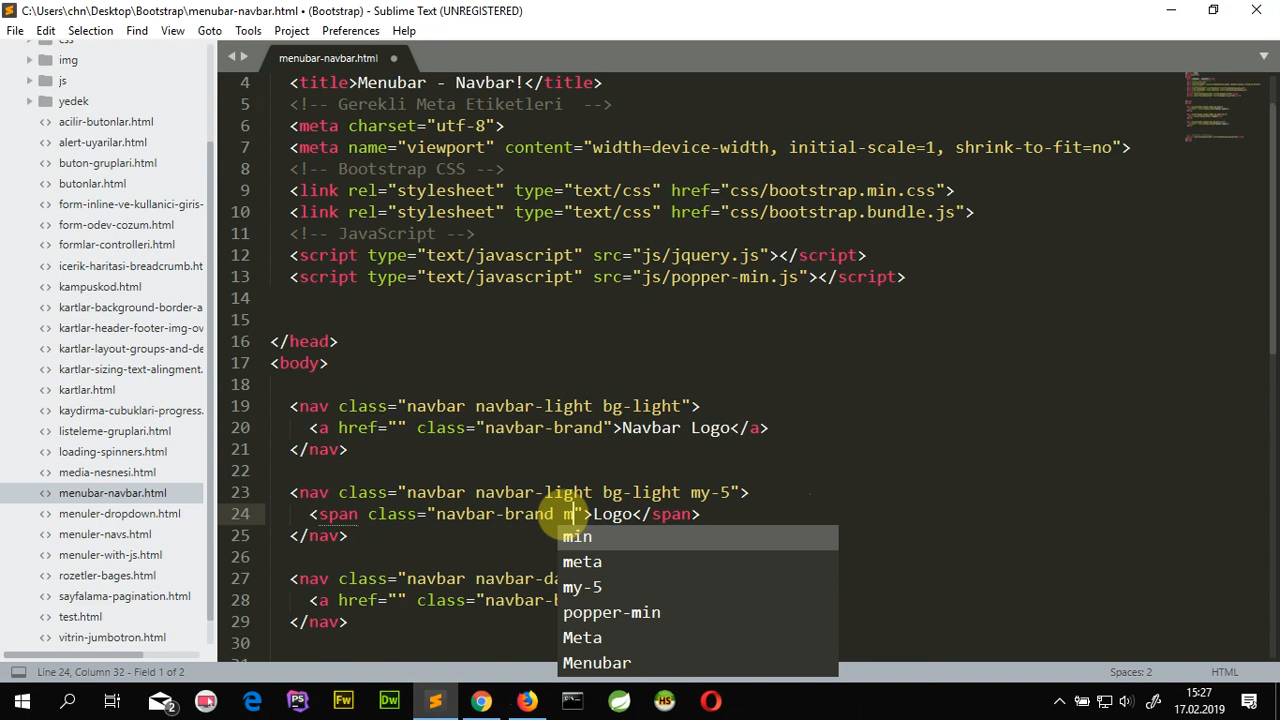 C:\Users\chn\Desktop\Bootstrap\menubar-navbar.html • (Bootstrap) - Sublime Text (UNREGISTERED)
File Edit Selection Find View Goto Tools Project Preferences Help
menubar-navbar.html
css
img
js
yedek
acilir-butonlar.html
alert-uyarilar.html
buton-gruplari.html
butonlar.html
form-inline-ve-kullanici-giris-
form-odev-cozum.html
formlar-controlleri.html
icerik-haritasi-breadcrumb.ht
kampuskod.html
kartlar-background-border-a
kartlar-header-footer-img-ov
kartlar-layout-groups-and-de
kartlar-sizing-text-alingment.
kartlar.html
kaydirma-cubuklari-progress.
listeleme-gruplari.html
loading-spinners.html
media-nesnesi.html
menubar-navbar.html
menuler-dropdown.html
menuler-navs.html
menuler-with-js.html
rozetler-bages.html
sayfalama-pagination.html
test.html
vitrin-jumbotron.html
4 <title>Menubar - Navbar!</title>
5 <!-- Gerekli Meta Etiketleri -->
6 <meta charset="utf-8">
7 <meta name="viewport" content="width=device-width, initial-scale=1, shrink-to-fit=no">
8 <!-- Bootstrap CSS -->
9 <link rel="stylesheet" type="text/css" href="css/bootstrap.min.css">
10 <link rel="stylesheet" type="text/css" href="css/bootstrap.bundle.js">
11 <!-- JavaScript -->
12 <script type="text/javascript" src="js/jquery.js"></script>
13 <script type="text/javascript" src="js/popper-min.js"></script>
14
15
16 </head>
17 <body>
18
19 <nav class="navbar navbar-light bg-light">
20 <a href="" class="navbar-brand">Navbar Logo</a>
21 </nav>
22
23 <nav class="navbar navbar-light bg-light my-5">
24 <span class="navbar-brand m">Logo</span>
25 </nav>
26
27 <nav class="navbar navbar-da
28 <a href="" class="navbar-b
29 </nav>
30
min
meta
my-5
popper-min
Meta
Menubar
Line 24, Column 32 - Field 1 of 2
Spaces: 2
HTML
2
PS
Fw
Dw
HS
15:27
17.02.2019